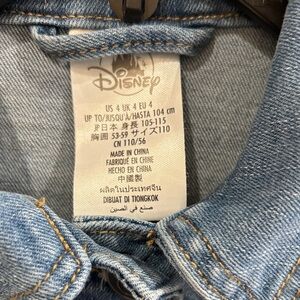 Disney
US 4 UK 4 EU 4
UP TO/JUSQU'À/HASTA 104 cm
JP日本 身長 105-115
胸囲 53-59 サイズ110
CN 110/56
MADE IN CHINA
FABRIQUÉ EN CHINE
HECHO EN CHINA
中國製
ผลิตในประเทศจีน
DIBUAT DI TIONGKOK
صنع في الصين